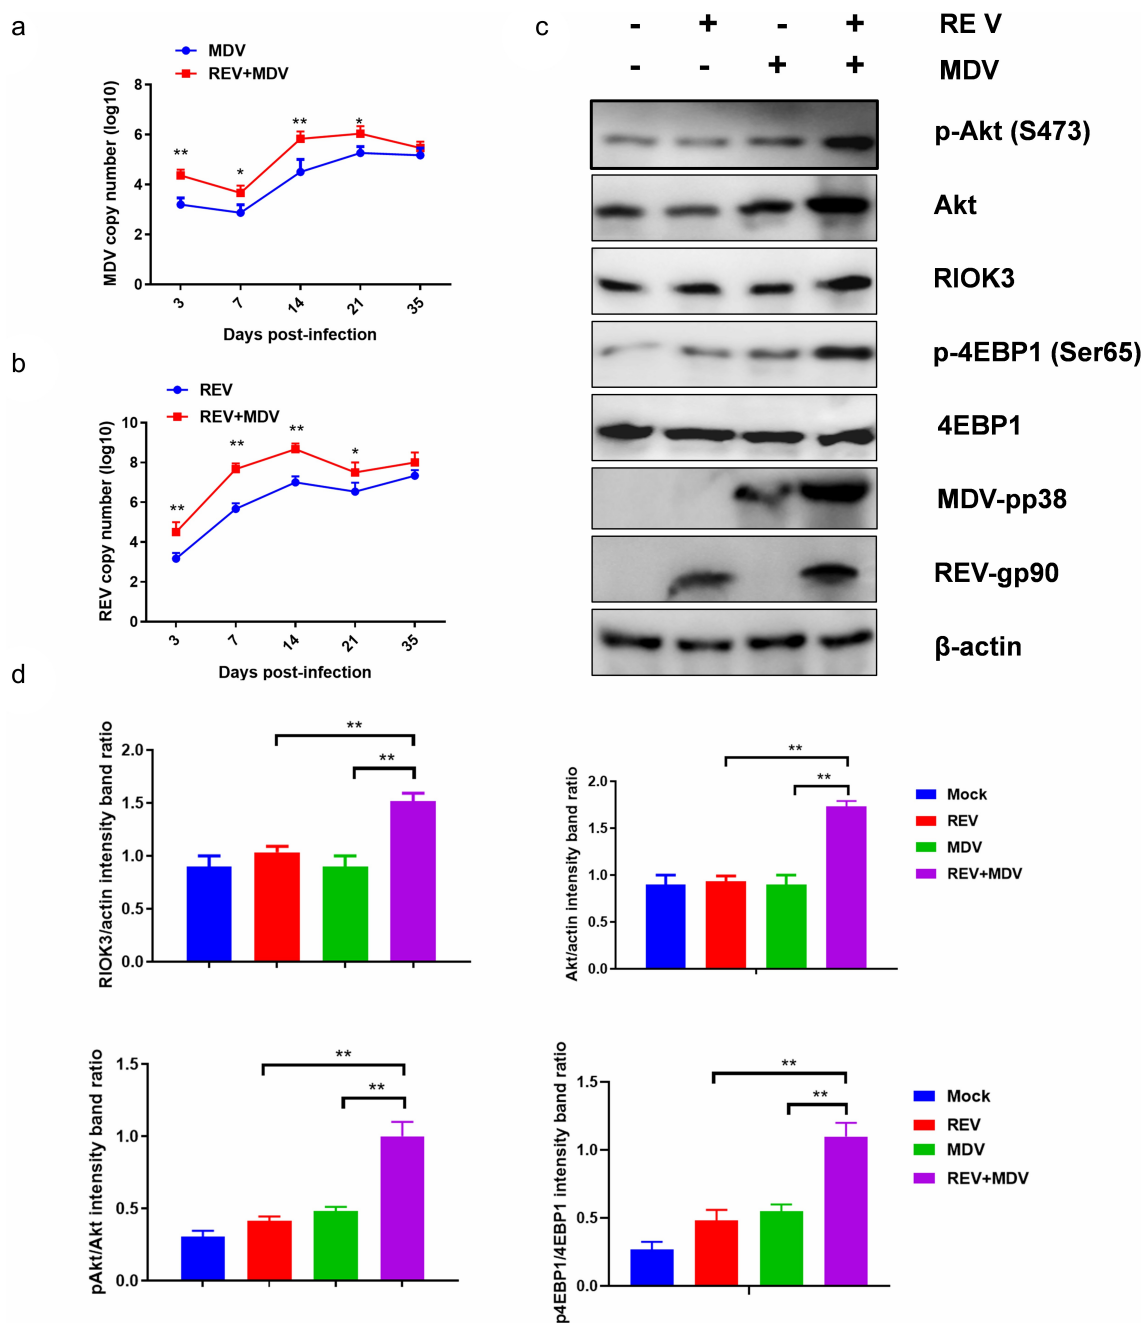 a
MDV
REV+MDV
MDV copy number (log10)
8
6
4
2
0
**
*
**
*
3
7
14
21
35
Days post-infection
b
REV
REV+MDV
REV copy number (log10)
10
8
6
4
2
0
**
**
**
*
3
7
14
21
35
Days post-infection
c
- + - + RE V
- - + + MDV
p-Akt (S473)
Akt
RIOK3
p-4EBP1 (Ser65)
4EBP1
MDV-pp38
REV-gp90
β-actin
d
RIOK3/actin intensity band ratio
2.0
1.5
1.0
0.5
0.0
**
**
Akt/actin intensity band ratio
2.0
1.5
1.0
0.5
0.0
**
**
Mock
REV
MDV
REV+MDV
pAkt/Akt intensity band ratio
1.5
1.0
0.5
0.0
**
**
p4EBP1/4EBP1 intensity band ratio
1.5
1.0
0.5
0.0
**
**
Mock
REV
MDV
REV+MDV